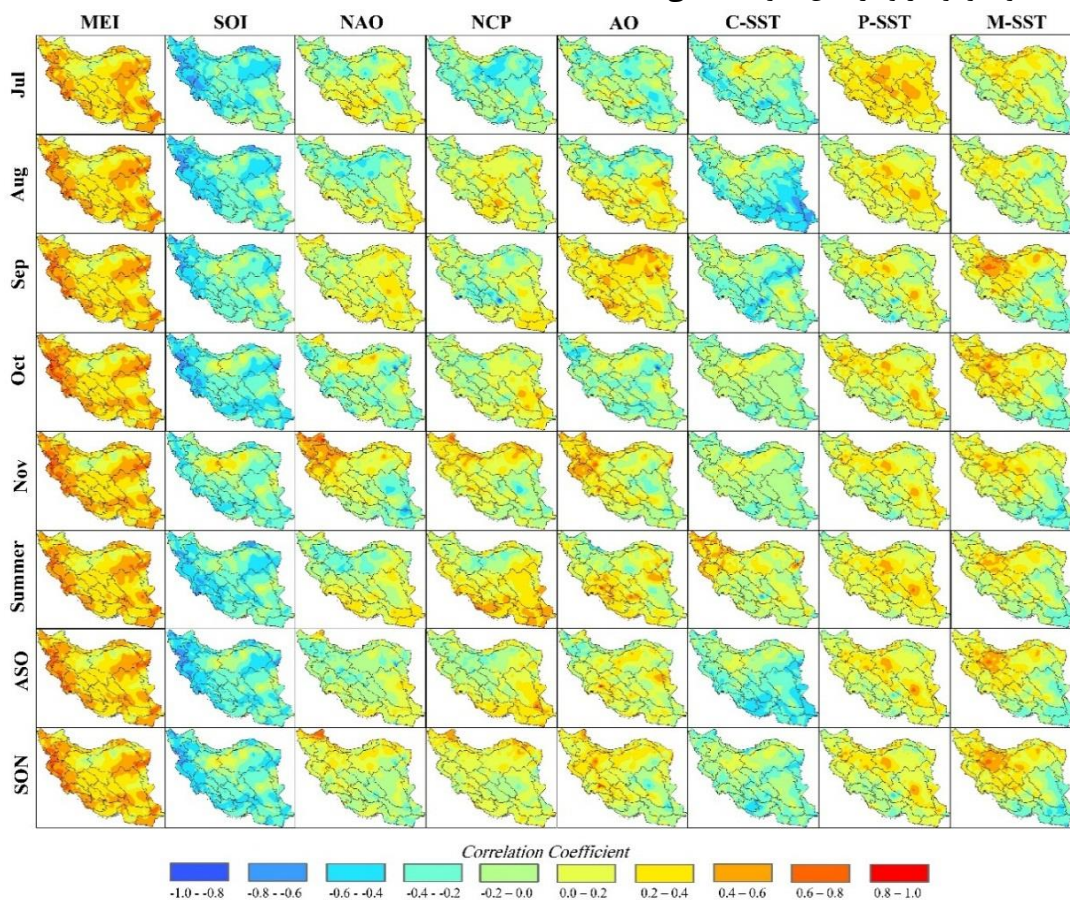 MEI SOI NAO NCP AO C-SST P-SST M-SST
Jul
Aug
Sep
Oct
Nov
Summer
ASO
SON
Correlation Coefficient
-1.0 - -0.8 -0.8 - -0.6 -0.6 - -0.4 -0.4 - -0.2 -0.2 - 0.0 0.0 - 0.2 0.2 - 0.4 0.4 - 0.6 0.6 - 0.8 0.8 - 1.0